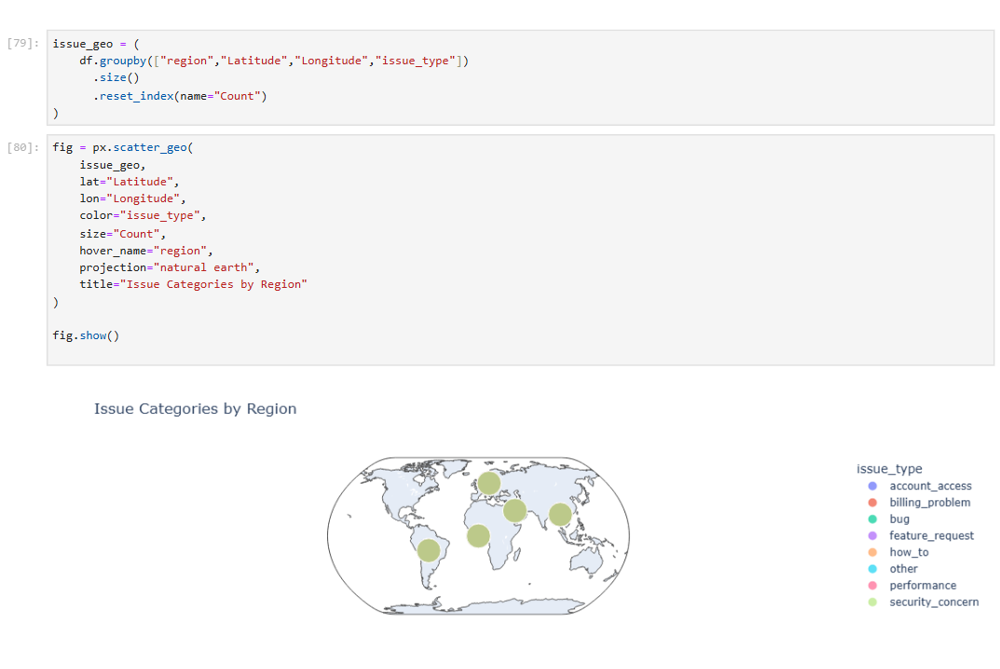 [79]:
issue_geo = (
    df.groupby(["region","Latitude","Longitude","issue_type"])
      .size()
      .reset_index(name="Count")
)
[80]:
fig = px.scatter_geo(
    issue_geo,
    lat="Latitude",
    lon="Longitude",
    color="issue_type",
    size="Count",
    hover_name="region",
    projection="natural earth",
    title="Issue Categories by Region"
)
fig.show()
Issue Categories by Region
issue_type
account_access
billing_problem
bug
feature_request
how_to
other
performance
security_concern